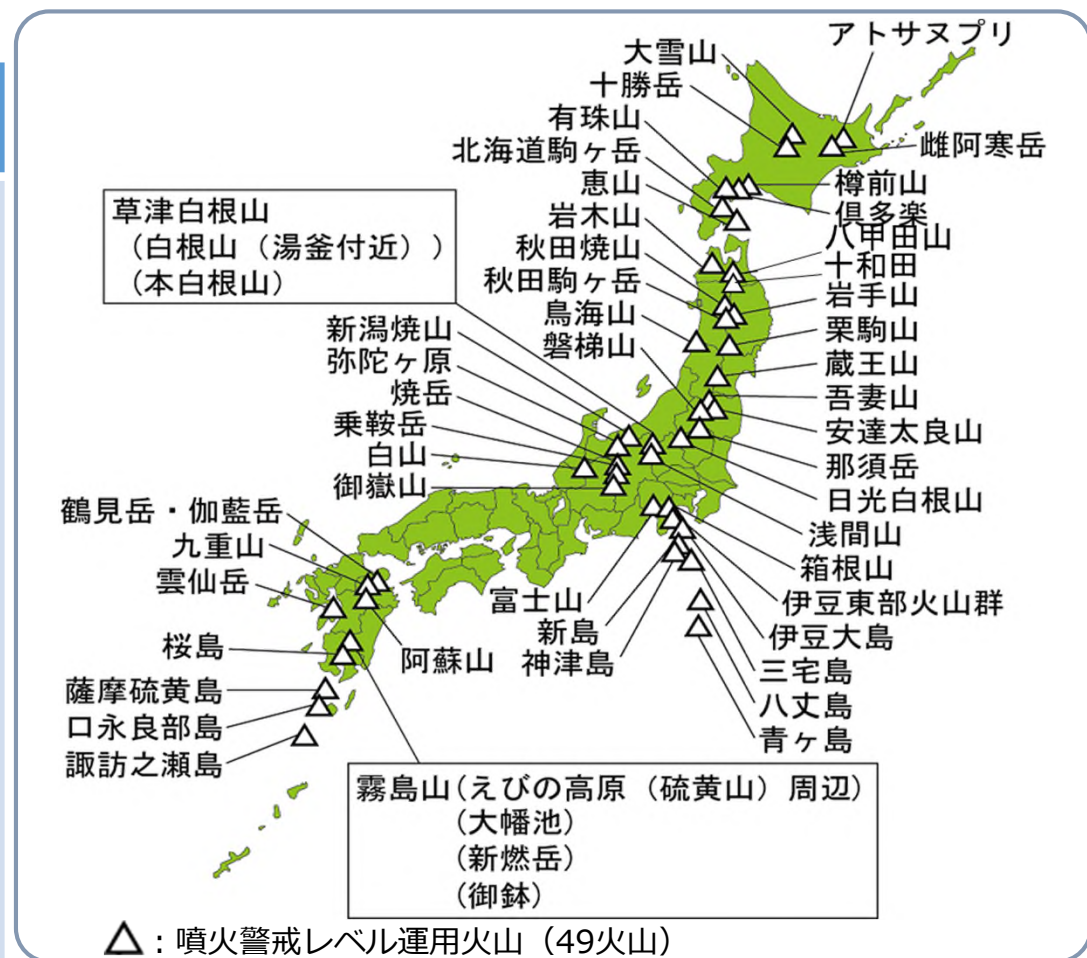 アトサヌプリ
大雪山
十勝岳
有珠山
北海道駒ヶ岳
恵山
岩木山
秋田焼山
秋田駒ヶ岳
鳥海山
磐梯山
雌阿寒岳
樽前山
倶多楽
八甲田山
十和田
岩手山
栗駒山
蔵王山
吾妻山
安達太良山
那須岳
日光白根山
浅間山
箱根山
伊豆東部火山群
伊豆大島
三宅島
八丈島
青ヶ島
草津白根山
(白根山(湯釜付近))
(本白根山)
新潟焼山
弥陀ヶ原
焼岳
乗鞍岳
白山
御嶽山
富士山
新島
神津島
鶴見岳・伽藍岳
九重山
雲仙岳
阿蘇山
桜島
薩摩硫黄島
口永良部島
諏訪之瀬島
霧島山(えびの高原(硫黄山)周辺)
(大幡池)
(新燃岳)
(御鉢)
△:噴火警戒レベル運用火山(49火山)